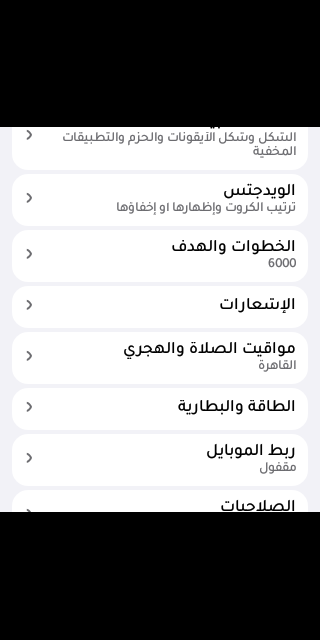 الشكل وشكل الآيقونات والحزم والتطبيقات
المخفية
الويدجتس
ترتيب الكروت وإظهارها او إخفاؤها
الخطوات والهدف
6000
الإشعارات
مواقيت الصلاة والهجري
القاهرة
الطاقة والبطارية
ربط الموبايل
مقفول
الصلاحيات